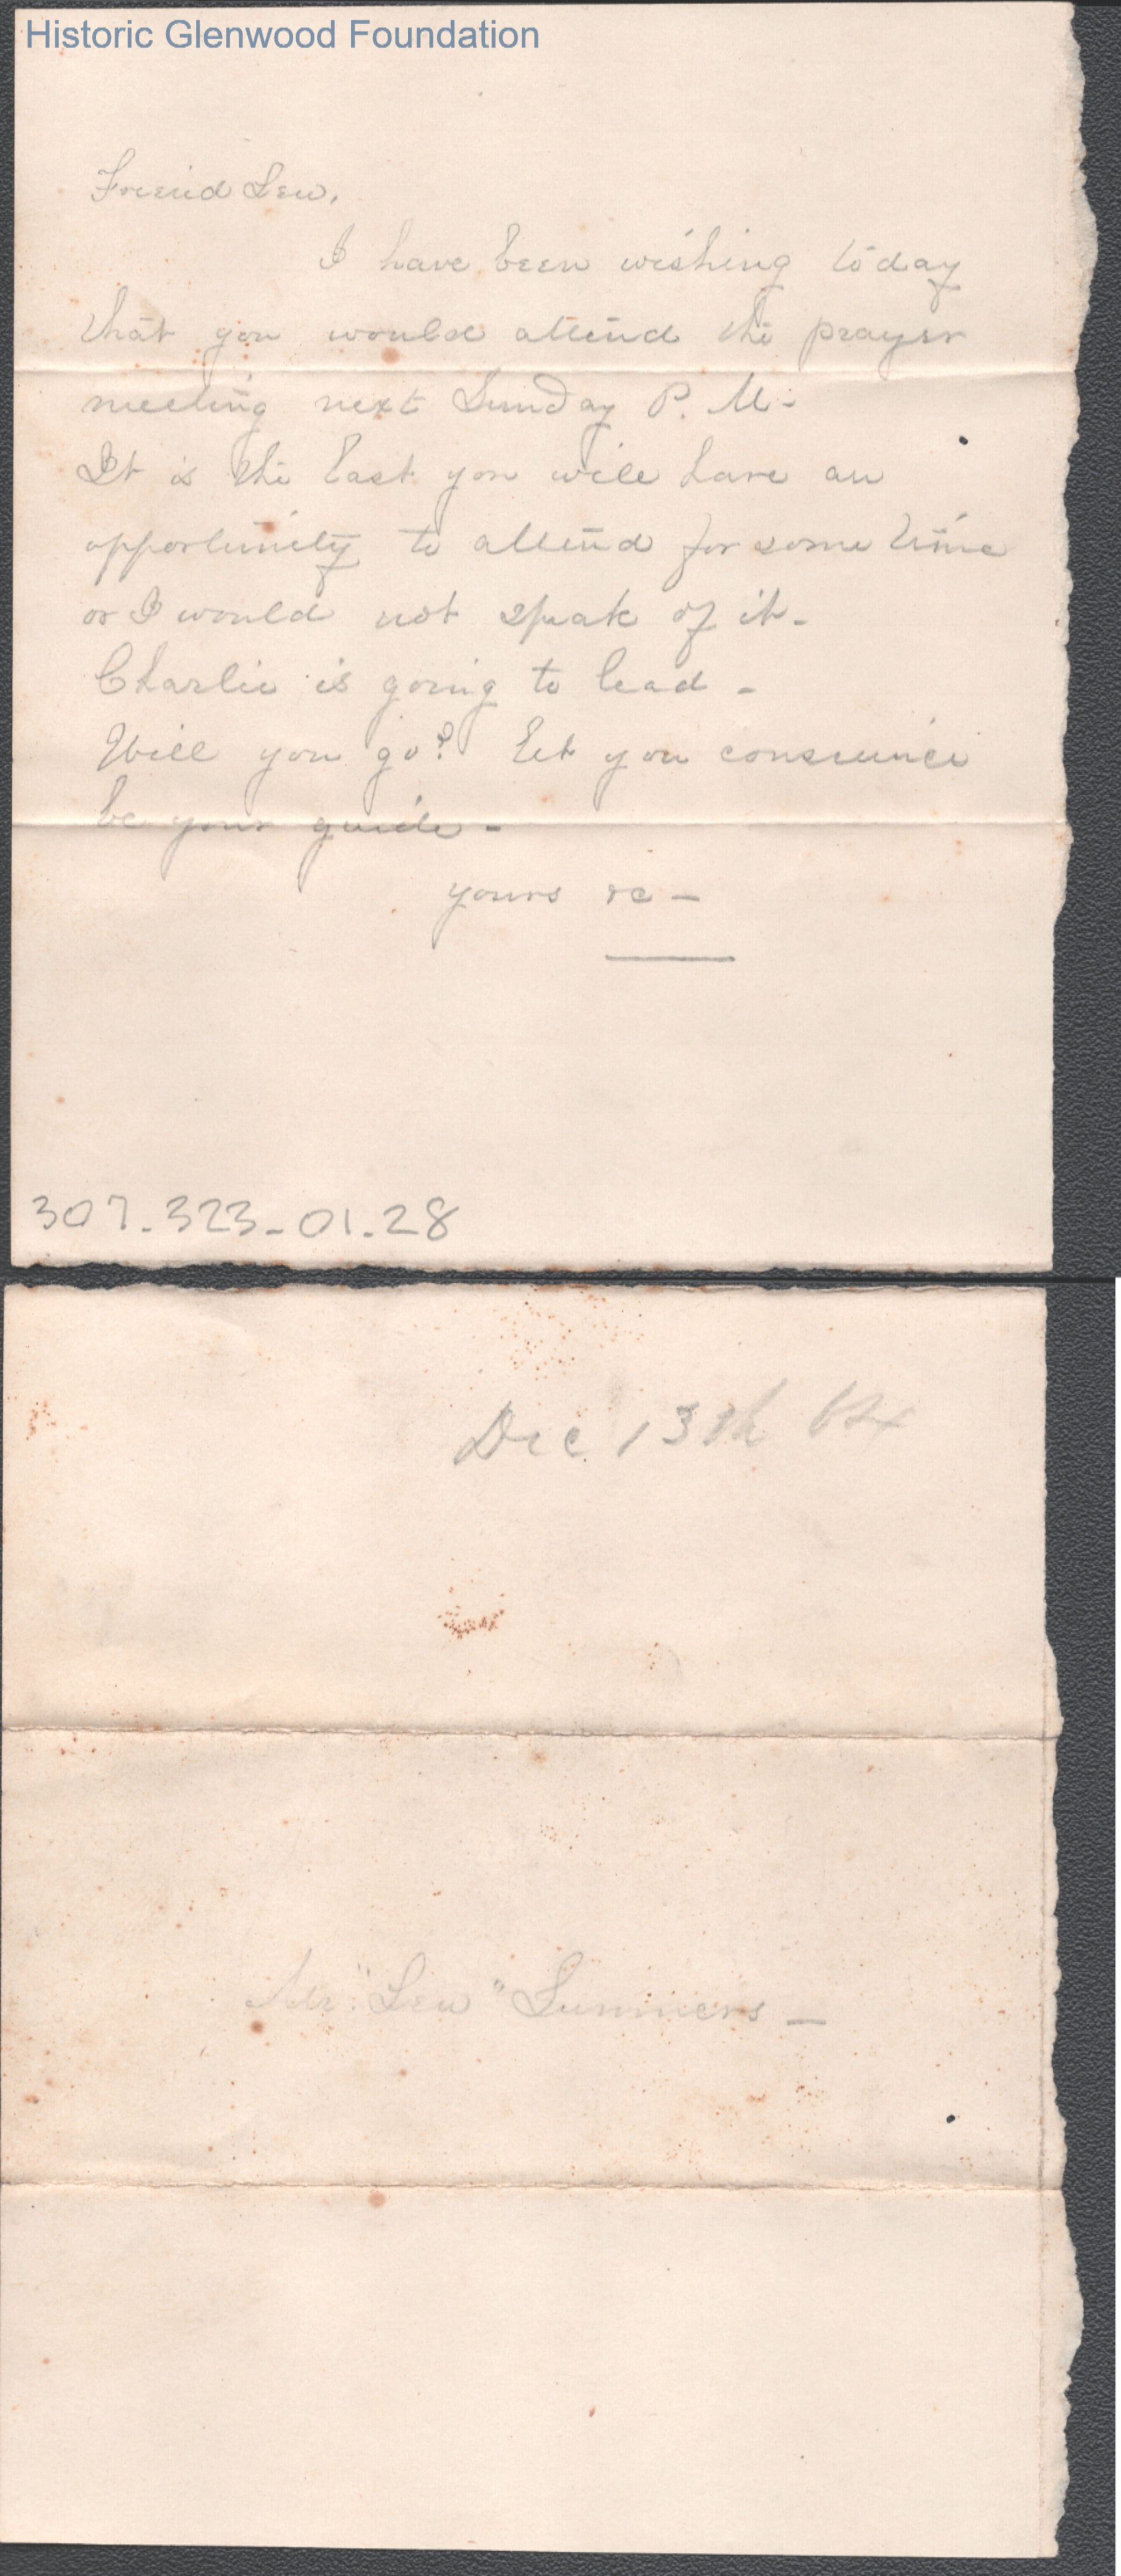 Historic Glenwood Foundation
Friend Lew,
I have been wishing today
that you would attend the prayer
meeting next Sunday P. M.
It is the last you will have an
opportunity to attend for some time
or I would not speak of it.
Charlie is going to lead.
Will you go? Let you conscience
be your guide.
yours &c
307.323.01.28
Dec 13th
Mr. "Lew" Summers